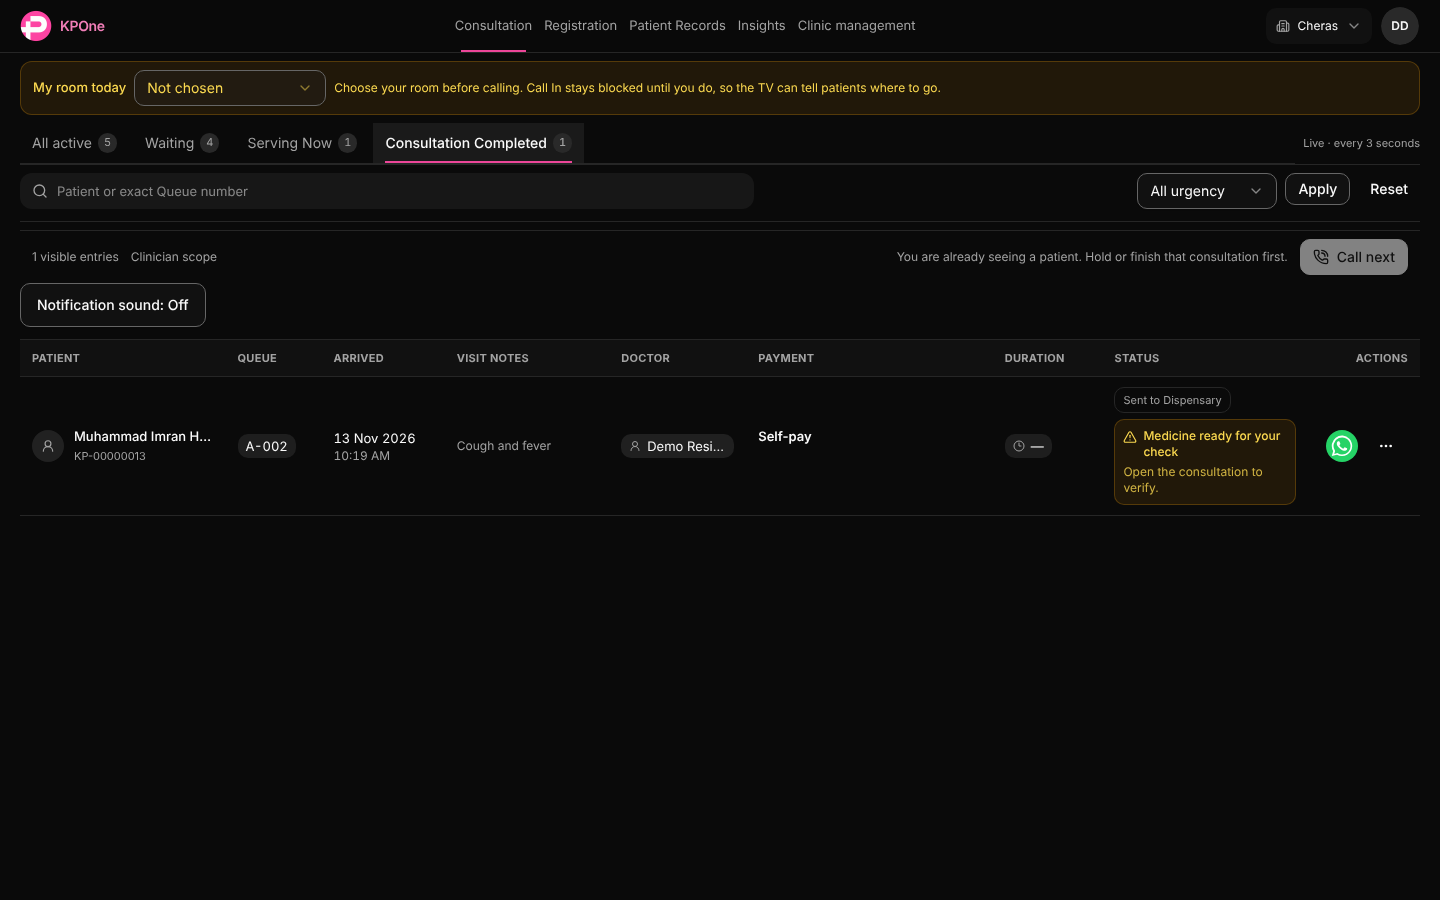 KPOne
Consultation Registration Patient Records Insights Clinic management
Cheras
DD
My room today Not chosen Choose your room before calling. Call In stays blocked until you do, so the TV can tell patients where to go.
All active 5 Waiting 4 Serving Now 1 Consultation Completed 1 Live · every 3 seconds
Patient or exact Queue number All urgency Apply Reset
1 visible entries Clinician scope You are already seeing a patient. Hold or finish that consultation first. Call next
Notification sound: Off
PATIENT QUEUE ARRIVED VISIT NOTES DOCTOR PAYMENT DURATION STATUS ACTIONS
Muhammad Imran H...
KP-00000013
A-002
13 Nov 2026
10:19 AM
Cough and fever
Demo Resi...
Self-pay
—
Sent to Dispensary
Medicine ready for your
check
Open the consultation to
verify.